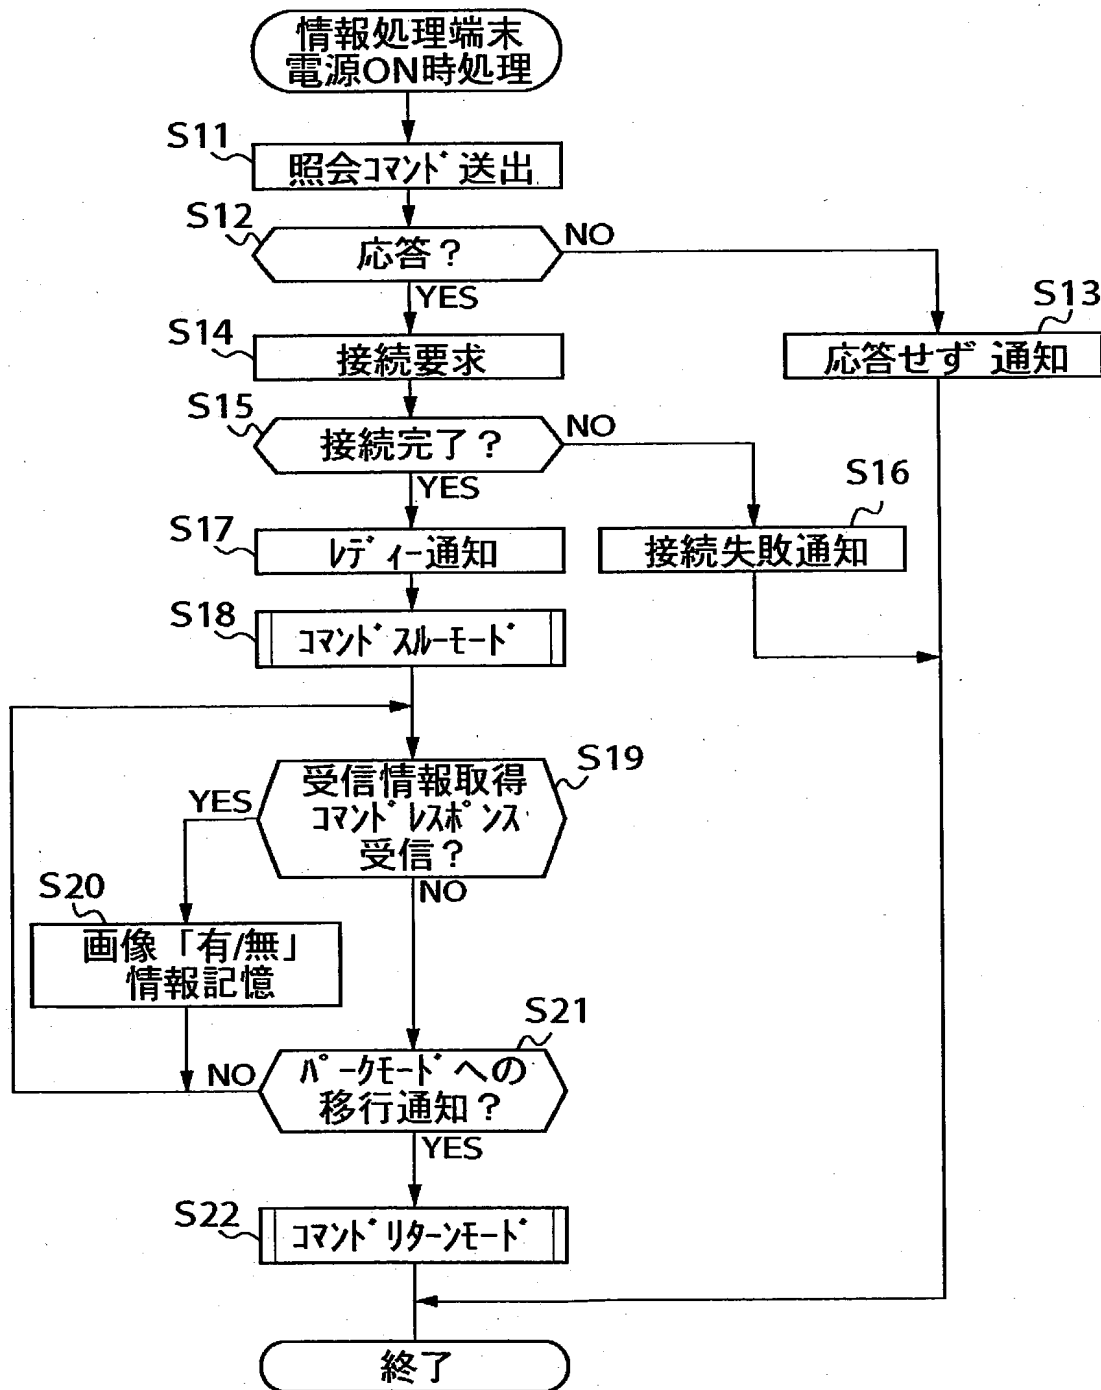 情報処理端末
電源ON時処理
S11
照会ｺﾏﾝﾄﾞ送出
S12
応答？
NO
YES
S13
応答せず 通知
S14
接続要求
S15
接続完了？
NO
YES
S16
接続失敗通知
S17
ﾚﾃﾞｨｰ通知
S18
ｺﾏﾝﾄﾞｽﾙｰﾓｰﾄﾞ
S19
受信情報取得
ｺﾏﾝﾄﾞﾚｽﾎﾟﾝｽ
受信？
YES
NO
S20
画像「有/無」
情報記憶
S21
ﾊﾟｰｸﾓｰﾄﾞへの
移行通知？
NO
YES
S22
ｺﾏﾝﾄﾞﾘﾀｰﾝﾓｰﾄﾞ
終了